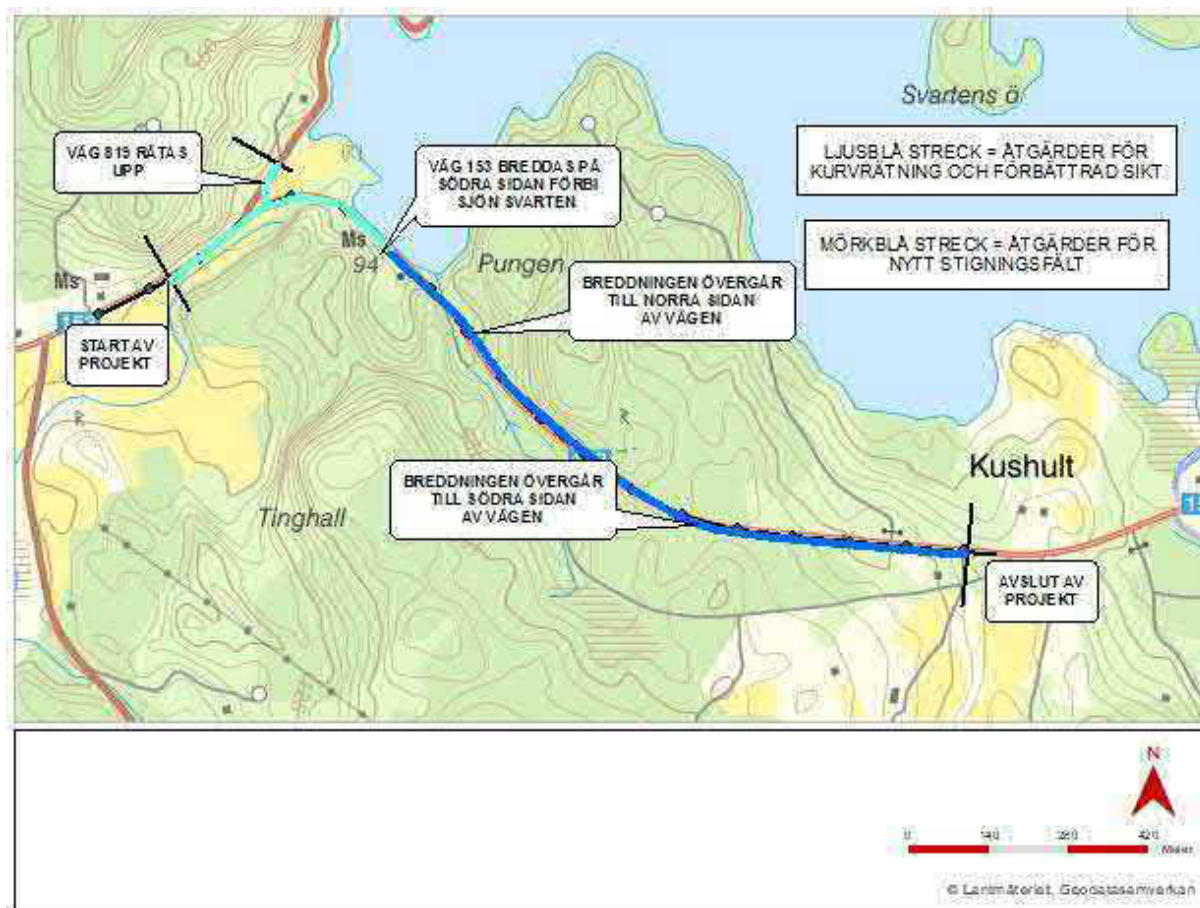 Svartens ö
VÄG 819 RÄTAS
UPP
VÄG 153 BREDDAS PÅ
SÖDRA SIDAN FÖRBI
SJÖN SVARTEN
LJUSBLÅ STRECK = ÅTGÄRDER FÖR
KURVRÄTNING OCH FÖRBÄTTRAD SIKT
MÖRKBLÅ STRECK = ÅTGÄRDER FÖR
NYTT STIGNINGSFÄLT
Ms
94
Pungen
Ms
BREDDNINGEN ÖVERGÅR
TILL NORRA SIDAN
AV VÄGEN
START AV
PROJEKT
R
R
BREDDNINGEN ÖVERGÅR
TILL SÖDRA SIDAN
AV VÄGEN
Kushult
Tinghall
AVSLUT AV
PROJEKT
N
0 140 280 420
Meter
© Lantmäteriet, Geodatasamverkan